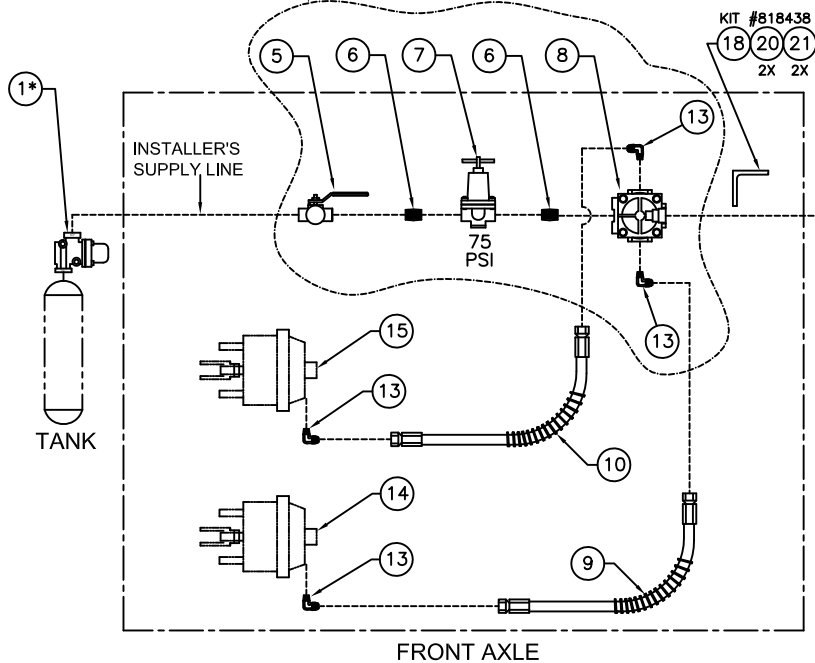 KIT #818438
18 20 21
2X 2X
5 6 7 6 8
1*
13
INSTALLER'S
SUPPLY LINE
75
PSI
13
15
13
TANK
10
14
13
9
FRONT AXLE